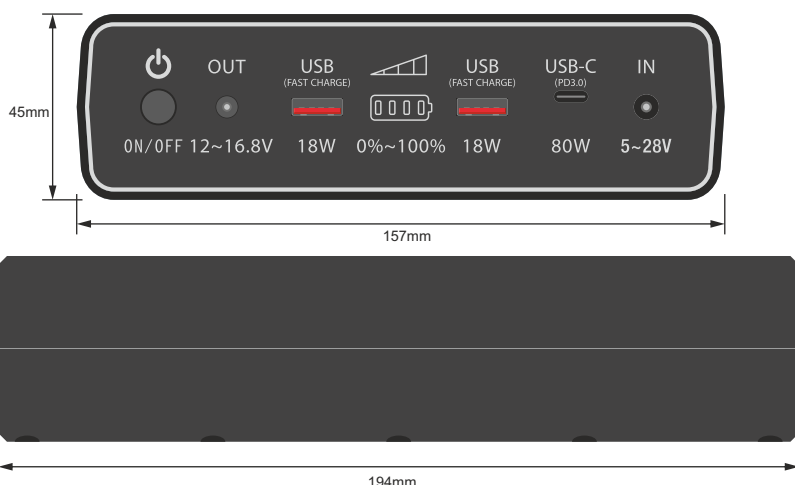 OUT USB USB USB-C IN
(FAST CHARGE) (FAST CHARGE) (PD3.0)
45mm
ON/OFF 12~16.8V 18W 0%~100% 18W 80W 5~28V
157mm
194mm